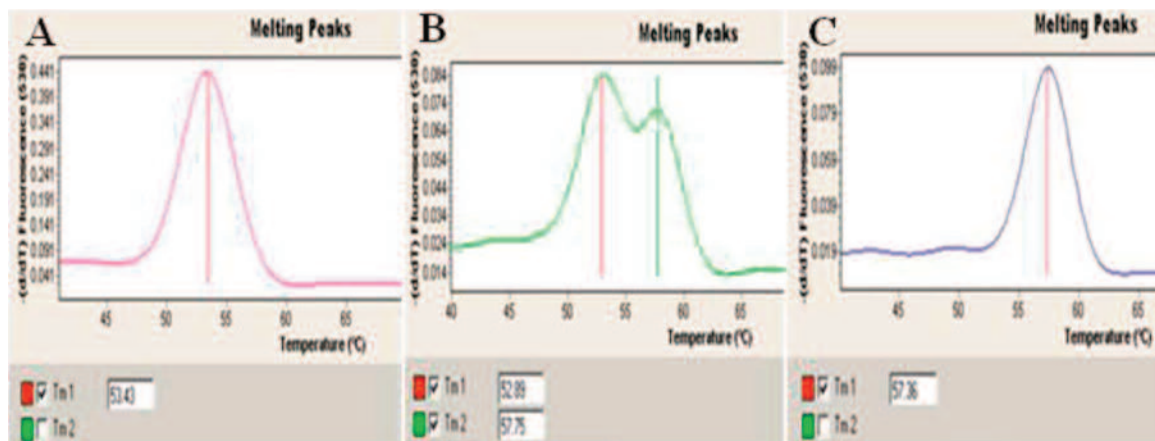 A
Melting Peaks
-(d/dT) Fluorescence (530)
0.441
0.391
0.341
0.291
0.241
0.191
0.141
0.091
0.041
45
50
55
60
65
Temperature (°C)
Tm 1
53.43
Tm 2
B
Melting Peaks
-(d/dT) Fluorescence (530)
0.084
0.074
0.064
0.054
0.044
0.034
0.024
0.014
40
45
50
55
60
65
Temperature (°C)
Tm 1
52.89
Tm 2
57.75
C
Melting Peaks
-(d/dT) Fluorescence (530)
0.099
0.079
0.059
0.039
0.019
45
50
55
60
65
Temperature (°C)
Tm 1
57.36
Tm 2